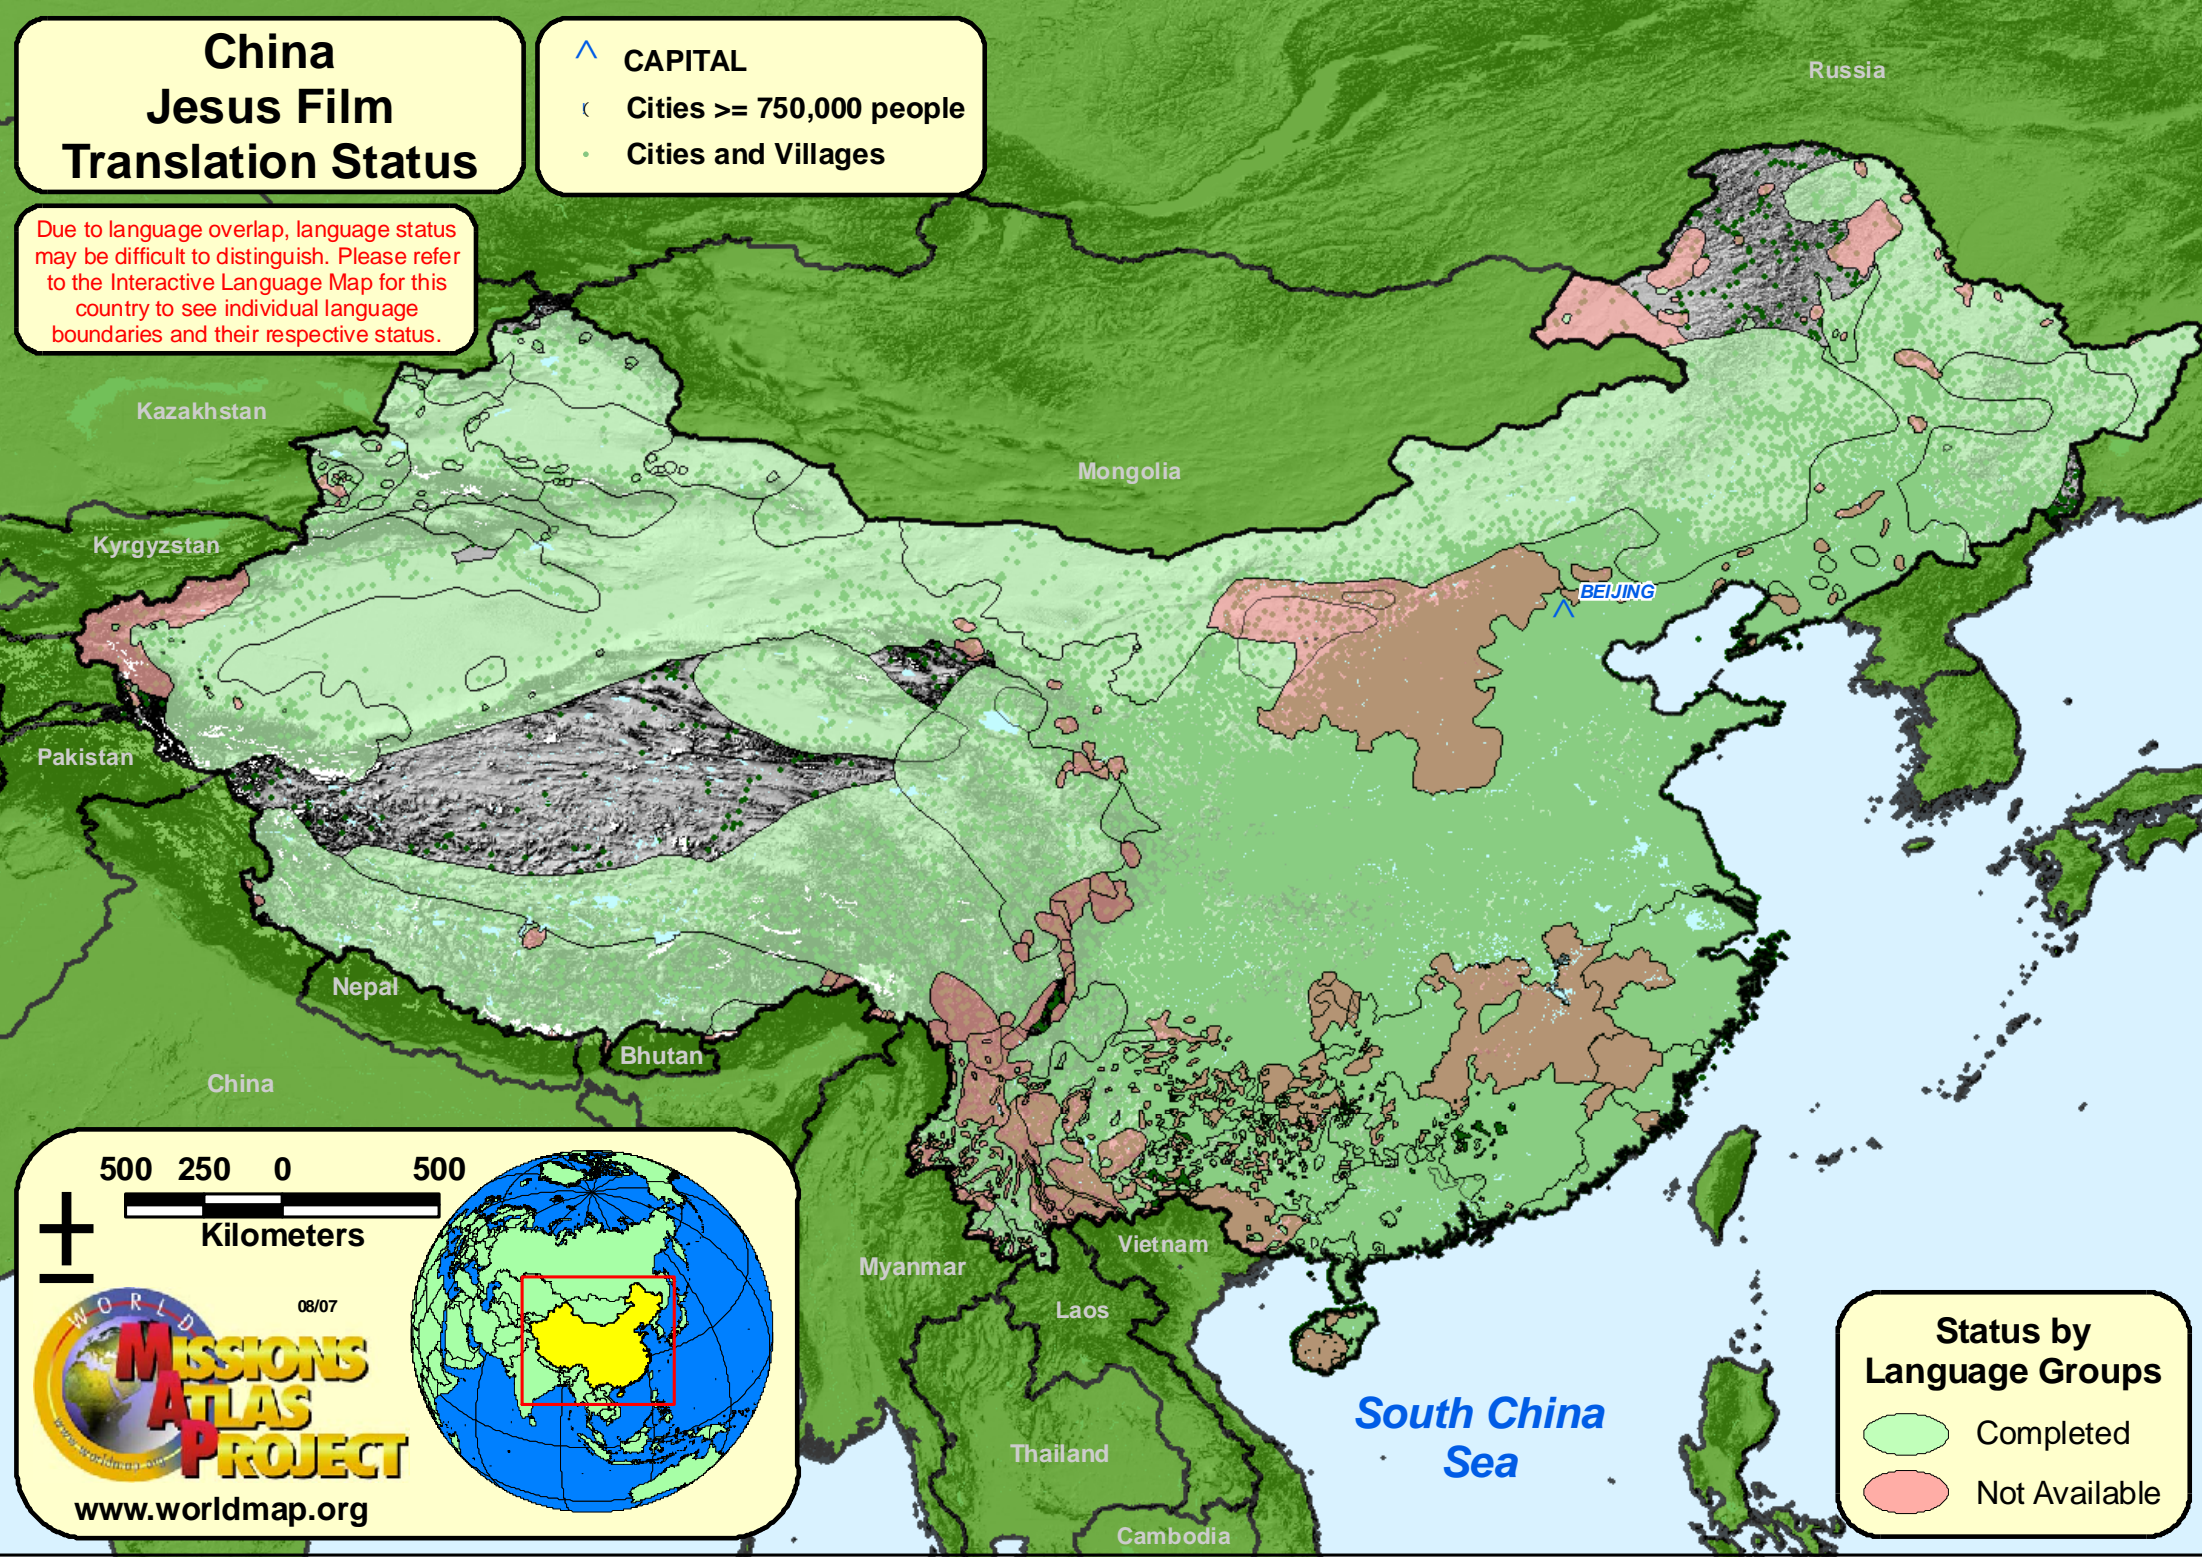 China
Jesus Film
Translation Status
CAPITAL
Cities >= 750,000 people
Cities and Villages
Due to language overlap, language status
may be difficult to distinguish. Please refer
to the Interactive Language Map for this
country to see individual language
boundaries and their respective status.
Russia
Kazakhstan
Mongolia
Kyrgyzstan
BEIJING
Pakistan
Nepal
Bhutan
China
Myanmar
Vietnam
Laos
Thailand
Cambodia
South China
Sea
500 250 0 500
Kilometers
08/07
WORLD
MISSIONS
ATLAS
PROJECT
www.worldmap.org
www.worldmap.org
Status by
Language Groups
Completed
Not Available